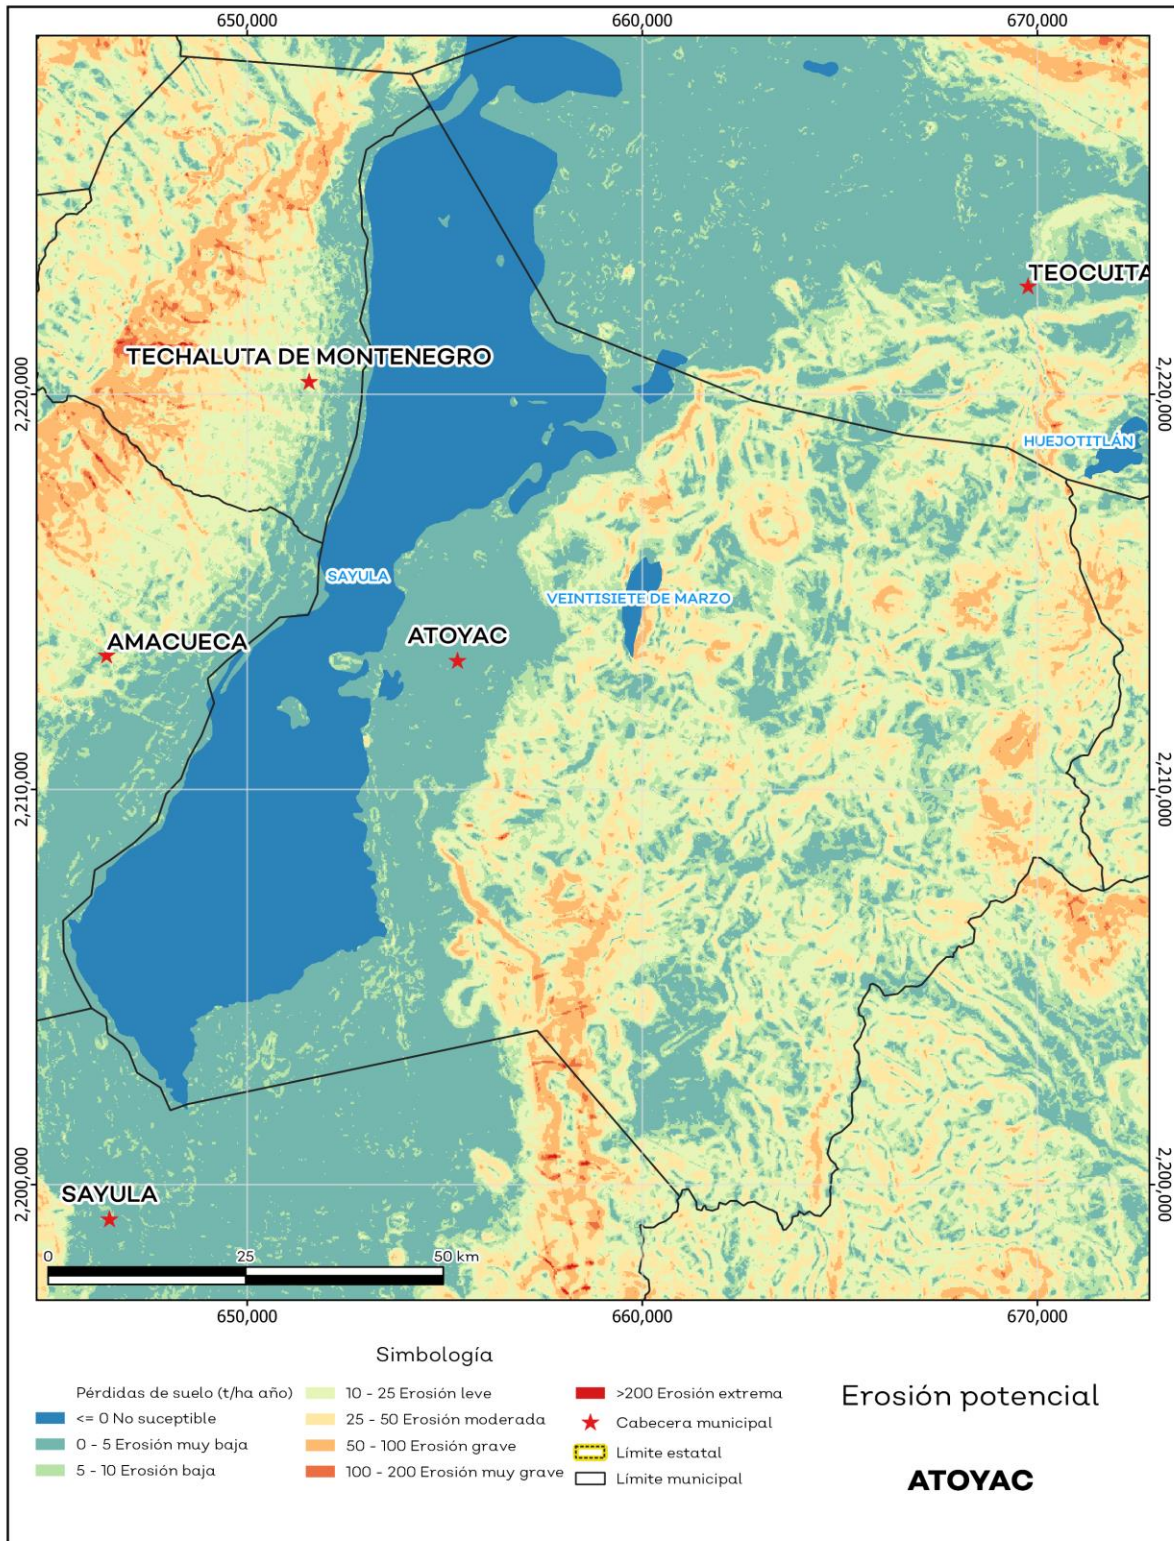 650,000
660,000
670,000
TEOCUITA
TECHALUTA DE MONTENEGRO
2,220,000
2,220,000
HUEJOTITLÁN
SAYULA
VEINTISIETE DE MARZO
AMACUECA
ATOYAC
2,210,000
2,210,000
2,200,000
2,200,000
SAYULA
0
25
50 km
650,000
660,000
670,000
Simbología
Pérdidas de suelo (t/ha año)
<= 0 No suceptible
0 - 5 Erosión muy baja
5 - 10 Erosión baja
10 - 25 Erosión leve
25 - 50 Erosión moderada
50 - 100 Erosión grave
100 - 200 Erosión muy grave
>200 Erosión extrema
Cabecera municipal
Límite estatal
Límite municipal
Erosión potencial
ATOYAC